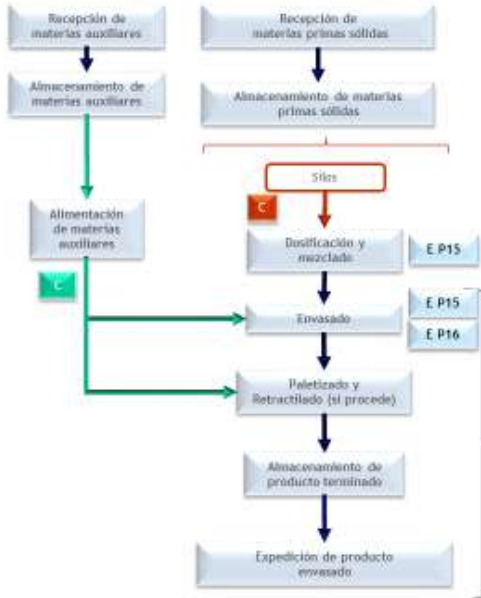 Recepción de
materias auxiliares
Recepción de
materias primas sólidas
Almacenamiento de
materias auxiliares
Almacenamiento de materias
primas sólidas
Silos
C
Alimentación
de materias
auxiliares
Dosificación y
mezclado
E P15
C
E P15
Envasado
E P16
Paletizado y
Retractilado (si procede)
Almacenamiento de
producto terminado
Expedición de producto
envasado